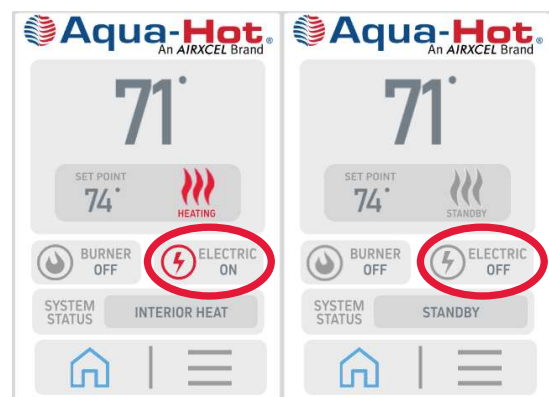 Aqua-Hot®
An AIRXCEL Brand
71°
SET POINT
74°
HEATING
BURNER
OFF
ELECTRIC
ON
SYSTEM
STATUS
INTERIOR HEAT
Aqua-Hot®
An AIRXCEL Brand
71°
SET POINT
74°
STANDBY
BURNER
OFF
ELECTRIC
OFF
SYSTEM
STATUS
STANDBY